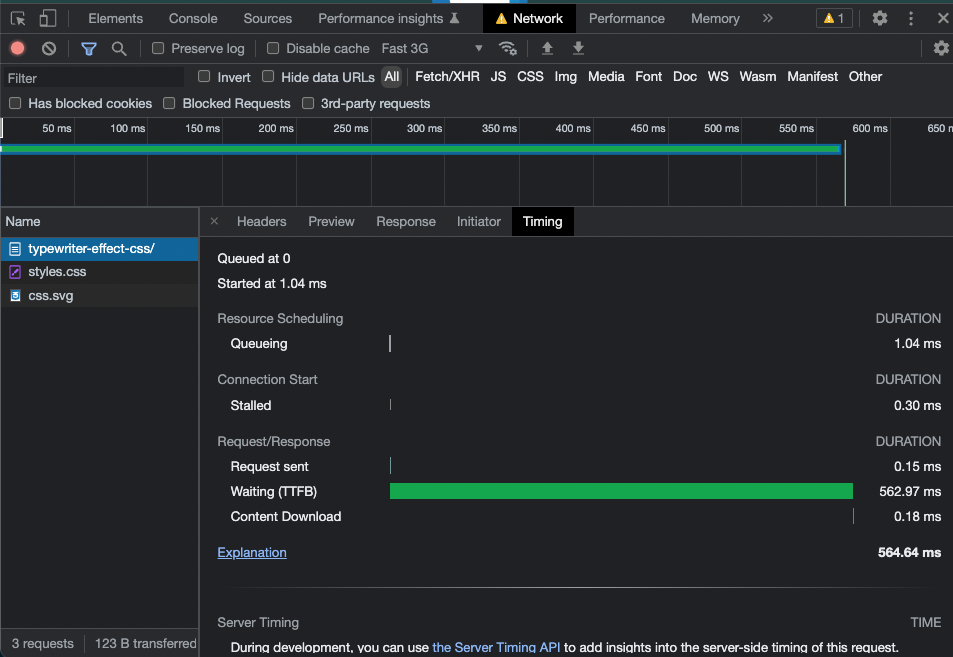 Elements Console Sources Performance insights Network Performance Memory » 1
Preserve log Disable cache Fast 3G
Filter Invert Hide data URLs All Fetch/XHR JS CSS Img Media Font Doc WS Wasm Manifest Other
Has blocked cookies Blocked Requests 3rd-party requests
50 ms 100 ms 150 ms 200 ms 250 ms 300 ms 350 ms 400 ms 450 ms 500 ms 550 ms 600 ms 650 m
Name × Headers Preview Response Initiator Timing
typewriter-effect-css/
styles.css
css.svg
Queued at 0
Started at 1.04 ms
Resource Scheduling DURATION
Queueing 1.04 ms
Connection Start DURATION
Stalled 0.30 ms
Request/Response DURATION
Request sent 0.15 ms
Waiting (TTFB) 562.97 ms
Content Download 0.18 ms
Explanation 564.64 ms
Server Timing TIME
During development, you can use the Server Timing API to add insights into the server-side timing of this request.
3 requests 123 B transferred